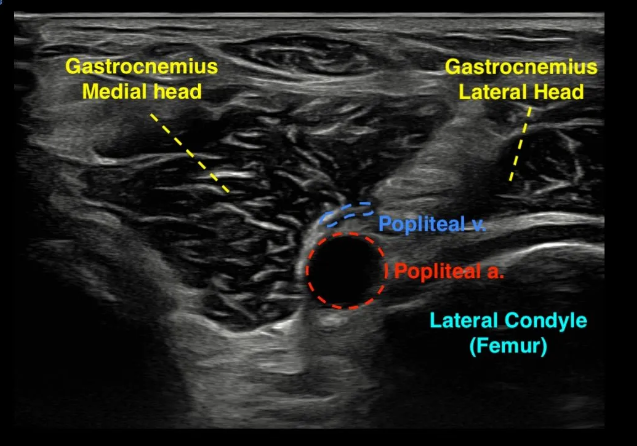 Gastrocnemius
Medial head
Gastrocnemius
Lateral Head
Popliteal v.
Popliteal a.
Lateral Condyle
(Femur)